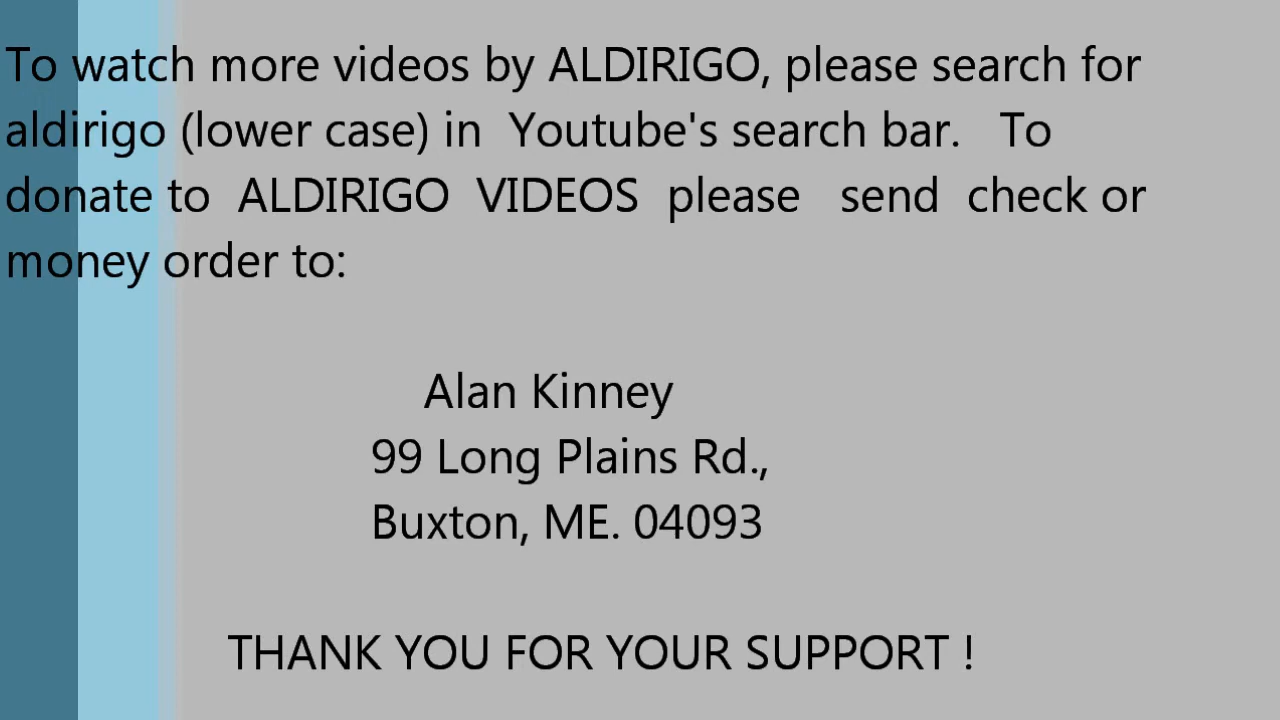 To watch more videos by ALDIRIGO, please search for
aldirigo (lower case) in  Youtube's search bar.   To
donate to  ALDIRIGO  VIDEOS  please   send  check or
money order to:
Alan Kinney
99 Long Plains Rd.,
Buxton, ME. 04093
THANK YOU FOR YOUR SUPPORT !